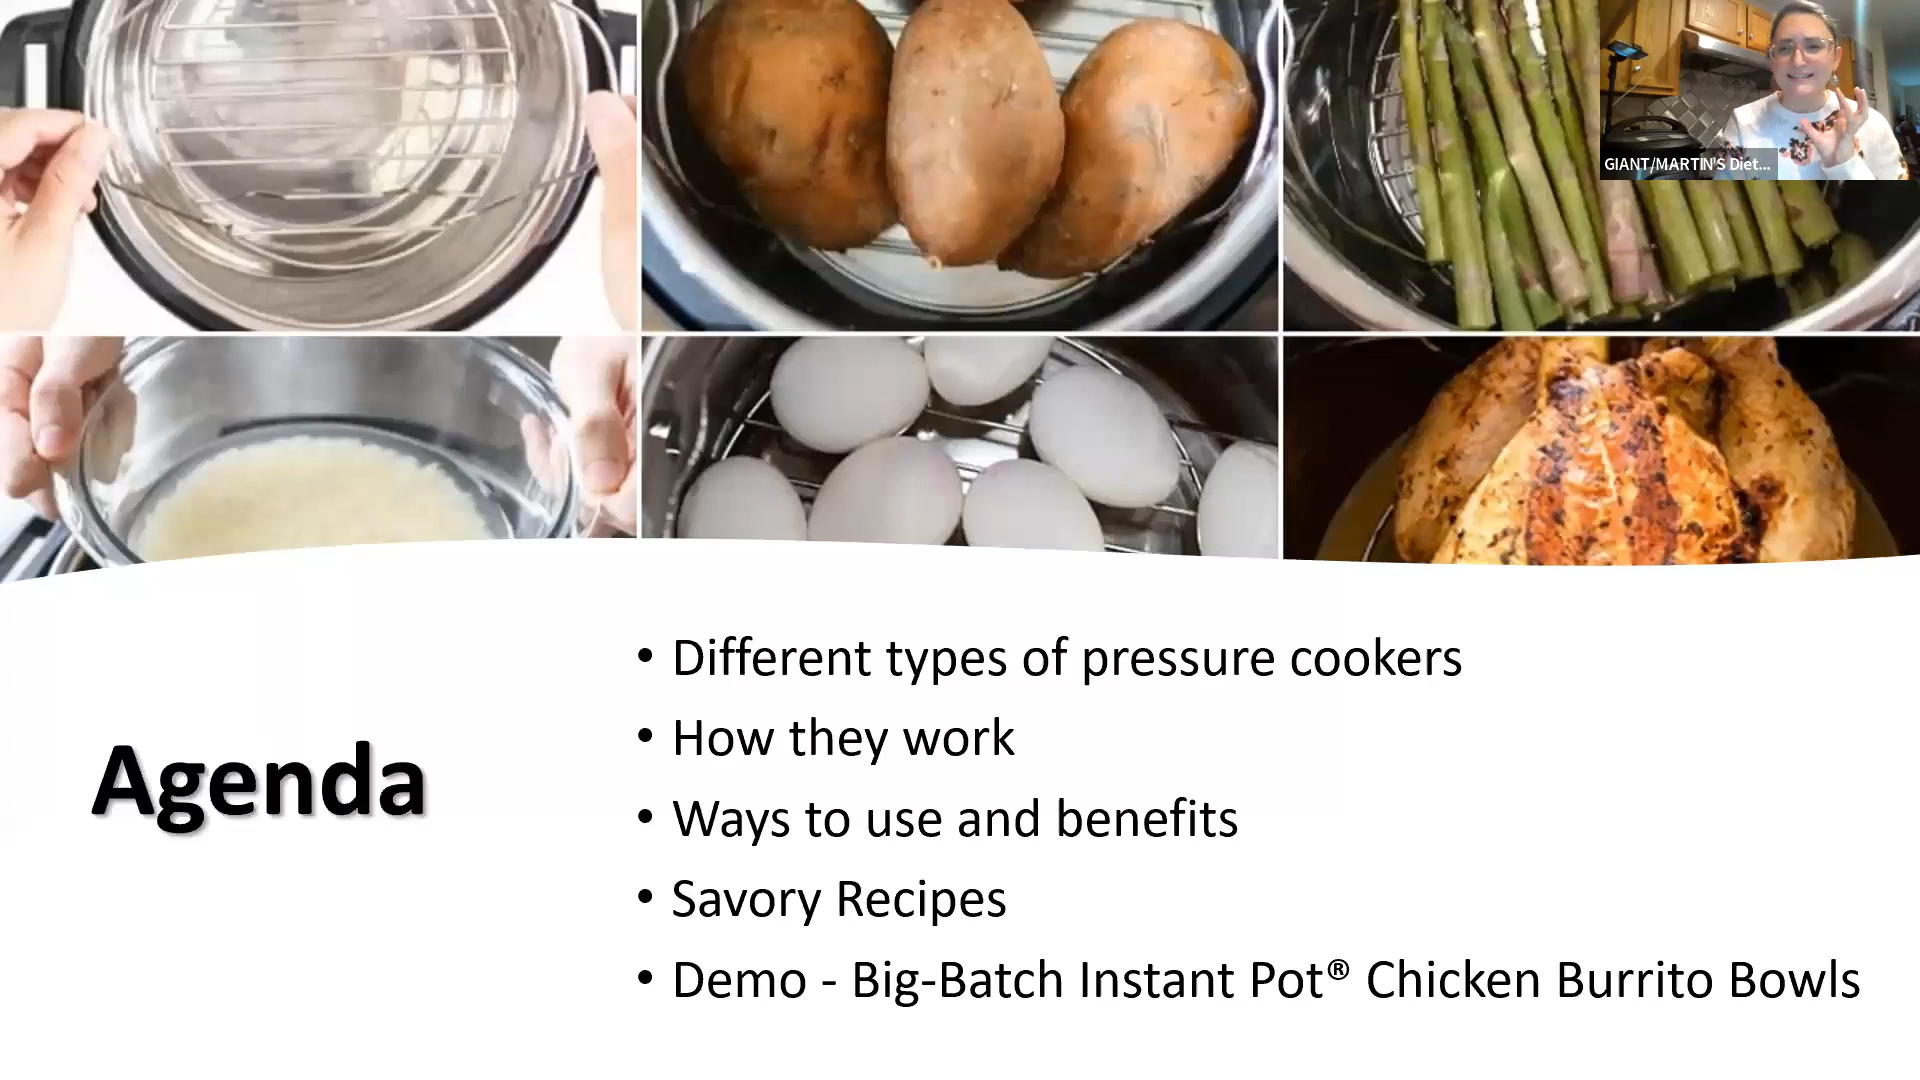 GIANT/MARTIN'S Diet...
Agenda
• Different types of pressure cookers
• How they work
• Ways to use and benefits
• Savory Recipes
• Demo - Big-Batch Instant Pot® Chicken Burrito Bowls